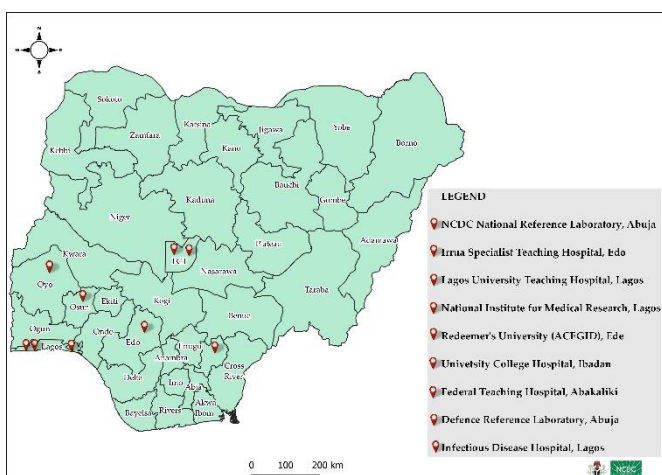 N
Sokoto
Katsina
Jigawa
Yobe
Borno
Zamfara
Kano
Kebbi
Bauchi
Gombe
Kaduna
Niger
Plateau
Adamawa
FCT
Kwara
Nasarawa
Oyo
Taraba
Osun
Ekiti
Kogi
Benue
Ogun
Ondo
Edo
Enugu
Lagos
Anambra
Cross
River
Delta
Imo
Abia
Akwa
Ibom
Bayelsa
Rivers
LEGEND
NCDC National Reference Laboratory, Abuja
Irrua Specialist Teaching Hospital, Edo
Lagos University Teaching Hospital, Lagos
National Institute for Medical Research, Lagos
Redeemer's University (ACEGID), Ede
University College Hospital, Ibadan
Federal Teaching Hospital, Abakaliki
Defence Reference Laboratory, Abuja
Infectious Disease Hospital, Lagos
0 100 200 km
NCDC